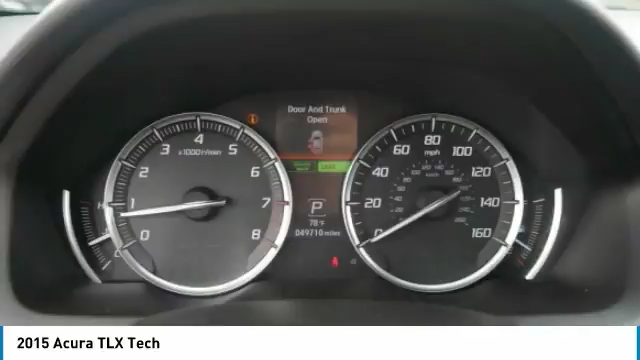 Door And Trunk
Open
x1000r/min
0 1 2 3 4 5 6 7 8
mph
0 20 40 60 80 100 120 140 160
km/h
P
78°F
049710 miles
H
C
2015 Acura TLX Tech